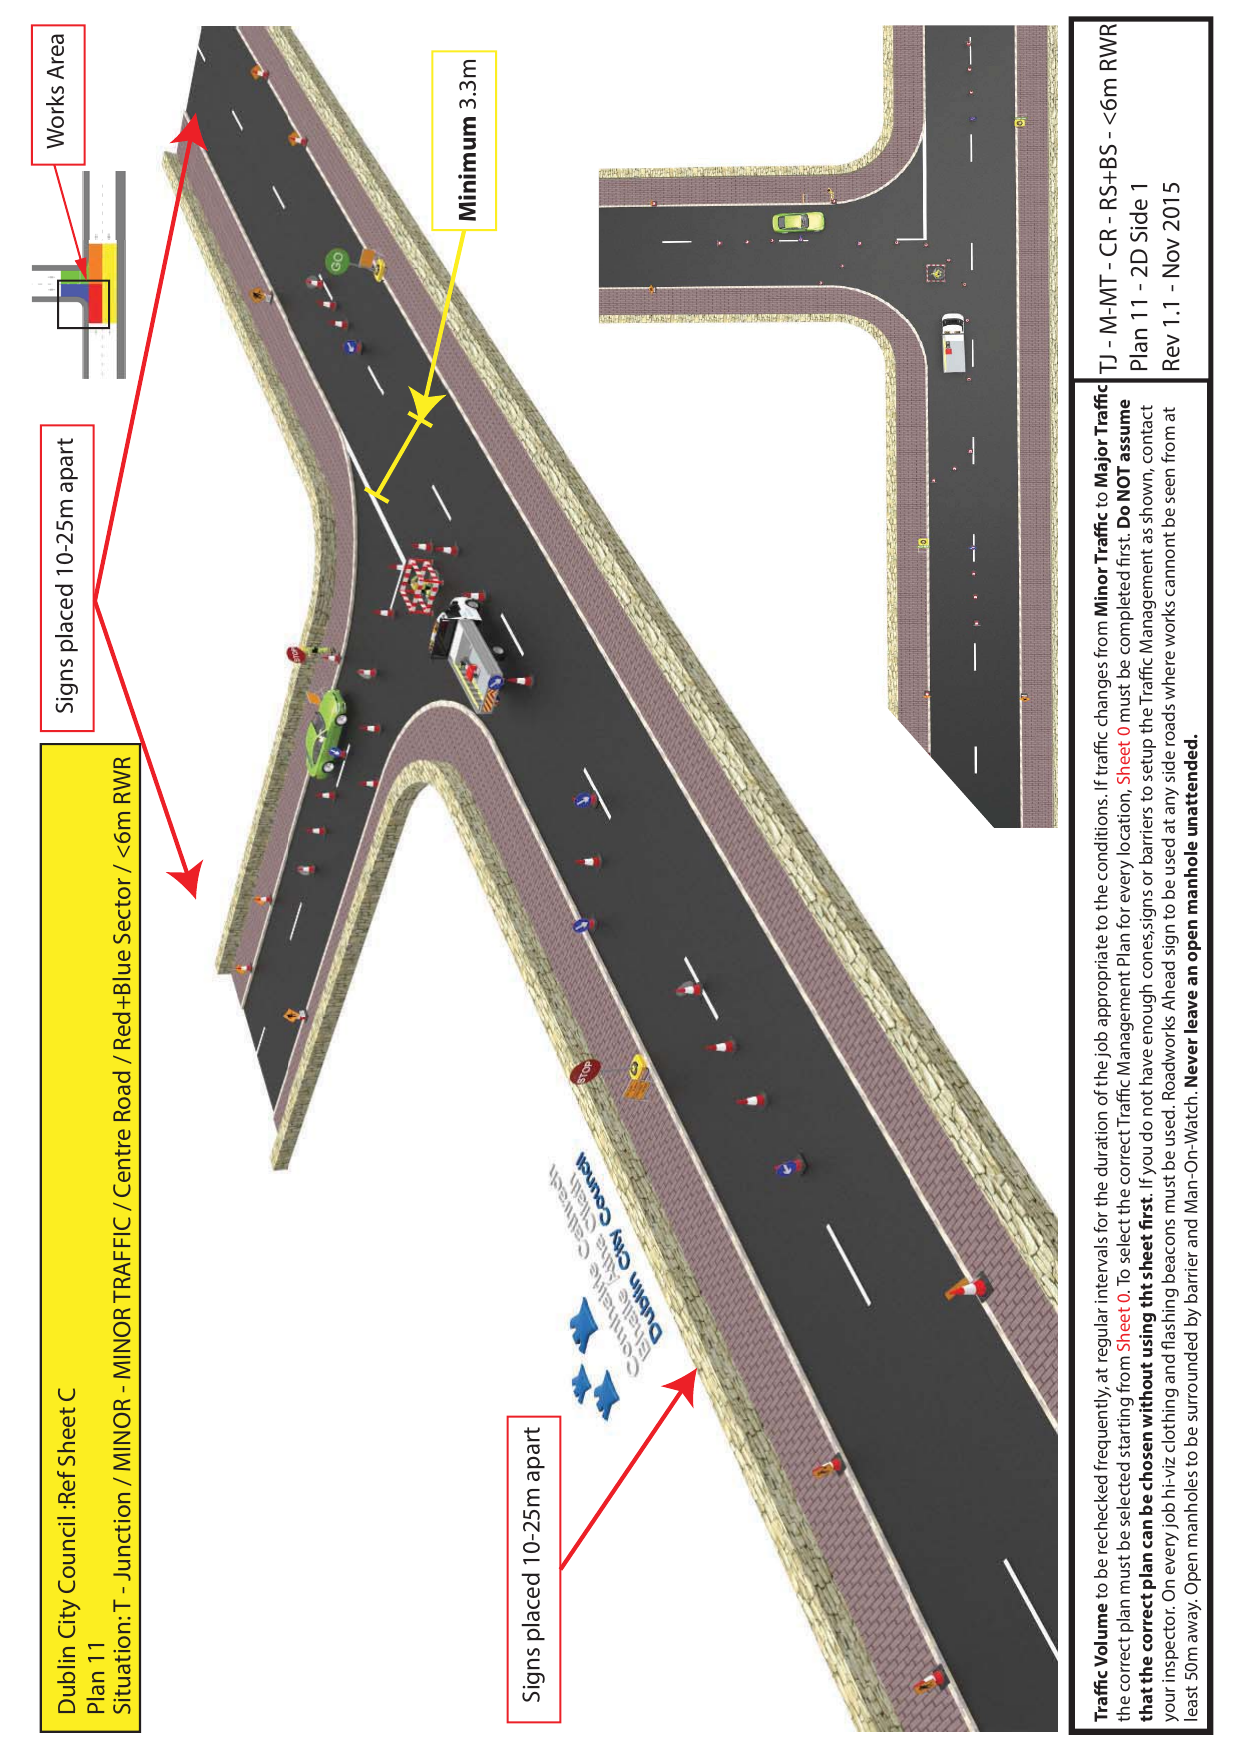 Dublin City Council :Ref Sheet C
Plan 11
Situation: T - Junction / MINOR - MINOR TRAFFIC / Centre Road / Red+Blue Sector / <6m RWR
Signs placed 10-25m apart
Works Area
Minimum 3.3m
GO
STOP
Signs placed 10-25m apart
STOP
Comhairle Cathrach
Bhaile Átha Cliath
Dublin City Council
Traffic Volume to be rechecked frequently, at regular intervals for the duration of the job appropriate to the conditions. If traffic changes from Minor Traffic to Major Traffic
the correct plan must be selected starting from Sheet 0. To select the correct Traffic Management Plan for every location, Sheet 0 must be completed first. Do NOT assume
that the correct plan can be chosen without using tht sheet first. If you do not have enough cones,signs or barriers to setup the Traffic Management as shown, contact
your inspector. On every job hi-viz clothing and flashing beacons must be used. Roadworks Ahead sign to be used at any side roads where works cannont be seen from at
least 50m away. Open manholes to be surrounded by barrier and Man-On-Watch. Never leave an open manhole unattended.
TJ - M-MT - CR - RS+BS - <6m RWR
Plan 11 - 2D Side 1
Rev 1.1 - Nov 2015